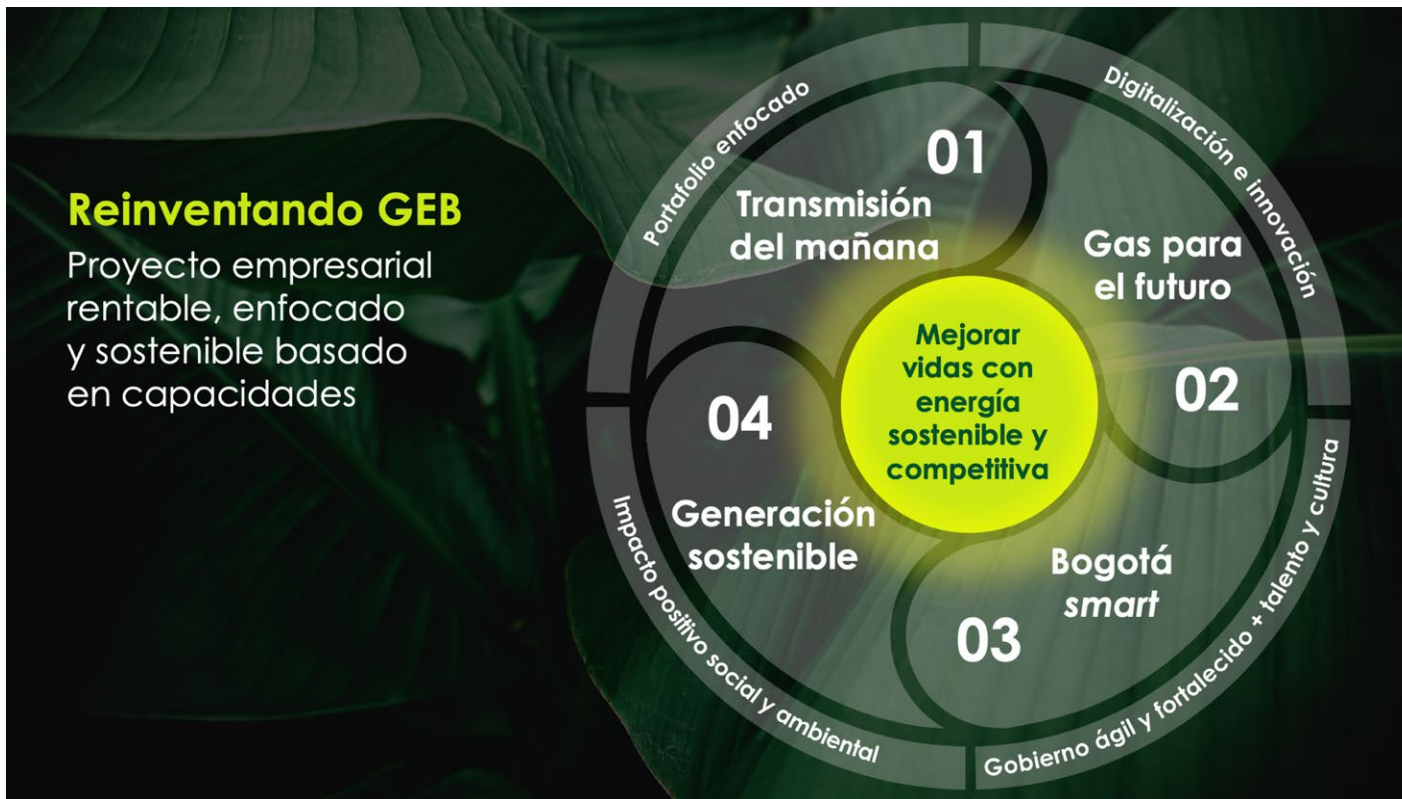 Reinventando GEB
Proyecto empresarial
rentable, enfocado
y sostenible basado
en capacidades
Portafolio enfocado
Digitalización e innovación
Gobierno ágil y fortalecido + talento y cultura
Impacto positivo social y ambiental
01
Transmisión
del mañana
Gas para
el futuro
02
Bogotá
smart
03
04
Generación
sostenible
Mejorar
vidas con
energía
sostenible y
competitiva